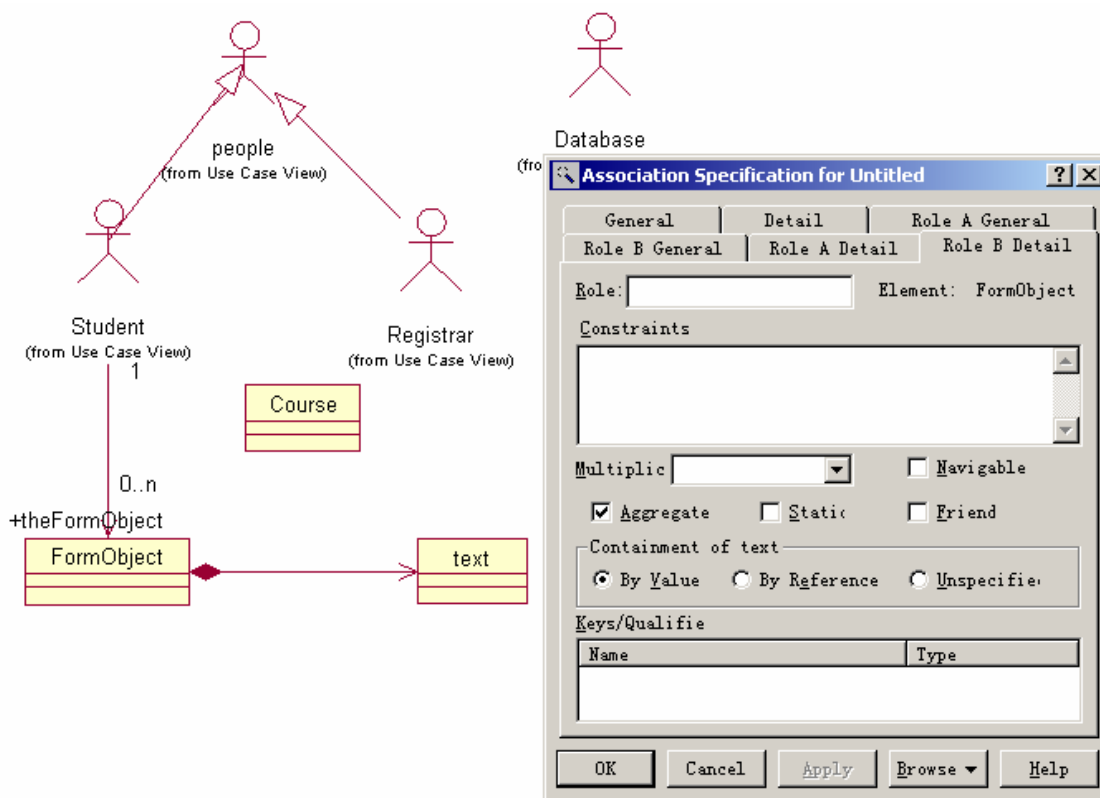 people
(from Use Case View)
Database
(fro
Student
(from Use Case View)
Registrar
(from Use Case View)
1
Course
0..n
+theFormObject
FormObject
text
Association Specification for Untitled
General Detail Role A General
Role B General Role A Detail Role B Detail
Role: Element: FormObject
Constraints
Multiplic Navigable
Aggregate Static Friend
Containment of text
By Value By Reference Unspecifie
Keys/Qualifie
Name Type
OK Cancel Apply Browse Help